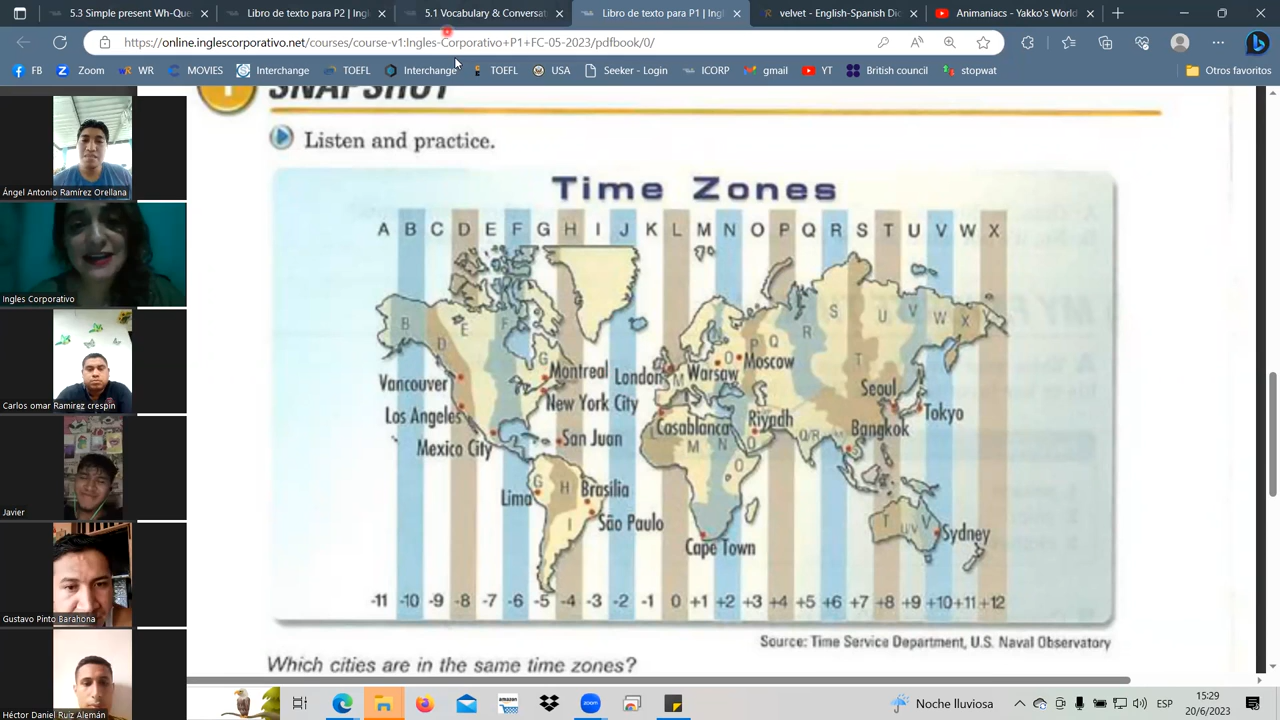 5.3 Simple present Wh-Que
Libro de texto para P2 | Ingl
5.1 Vocabulary & Conversat
Libro de texto para P1 | Ingl
velvet - English-Spanish Dic
Animaniacs - Yakko's World
https://online.inglescorporativo.net/courses/course-v1:Ingles-Corporativo+P1+FC-05-2023/pdfbook/0/
FB Zoom WR MOVIES Interchange TOEFL Interchange TOEFL USA Seeker - Login ICORP gmail YT British council stopwat Otros favoritos
SNAPSHOT
Listen and practice.
Time Zones
A B C D E F G H I J K L M N O P Q R S T U V W X
Vancouver
Los Angeles
Mexico City
Montreal
New York City
San Juan
Lima
Brasilia
São Paulo
London
Warsaw
Moscow
Casablanca
Riyadh
Cape Town
Seoul
Tokyo
Bangkok
Sydney
-11 -10 -9 -8 -7 -6 -5 -4 -3 -2 -1 0 +1 +2 +3 +4 +5 +6 +7 +8 +9 +10 +11 +12
Source: Time Service Department, U.S. Naval Observatory
Which cities are in the same time zones?
Ángel Antonio Ramírez Orellana
Ingles Corporativo
Carlos omar Ramirez crespin
Javier
Gustavo Pinto Barahona
Héctor Daniel Ruiz Alemán
amazon
zoom
Noche lluviosa
ESP
15:29
20/6/2023